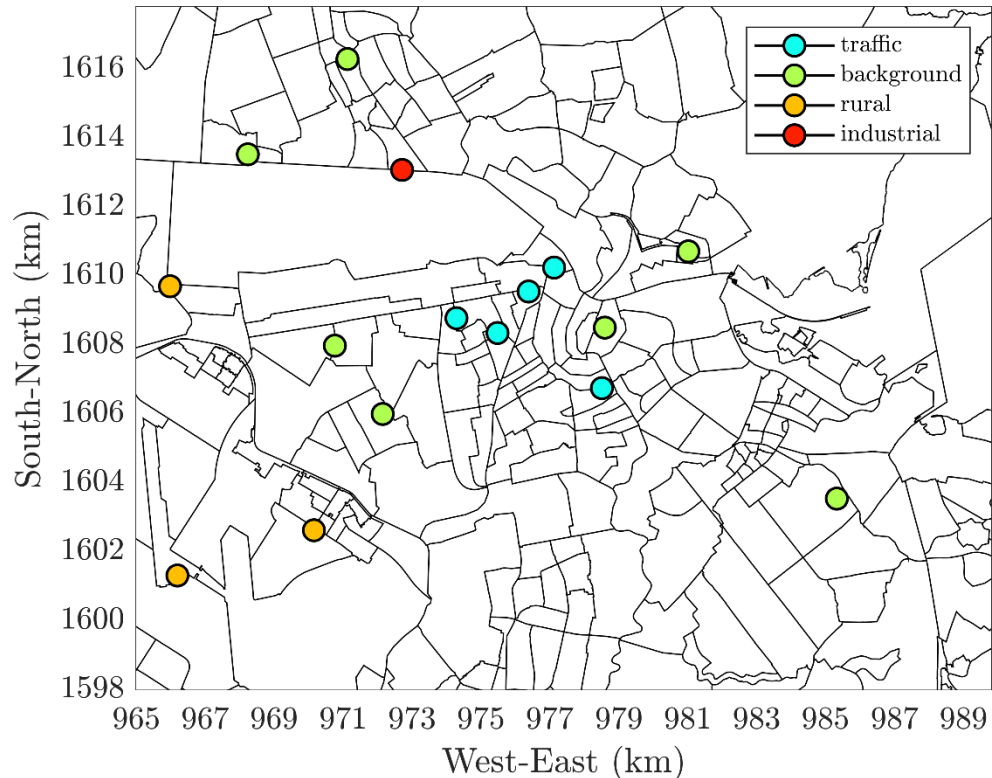 traffic
background
rural
industrial
1616
1614
1612
1610
1608
1606
1604
1602
1600
1598
South-North (km)
965 967 969 971 973 975 977 979 981 983 985 987 989
West-East (km)